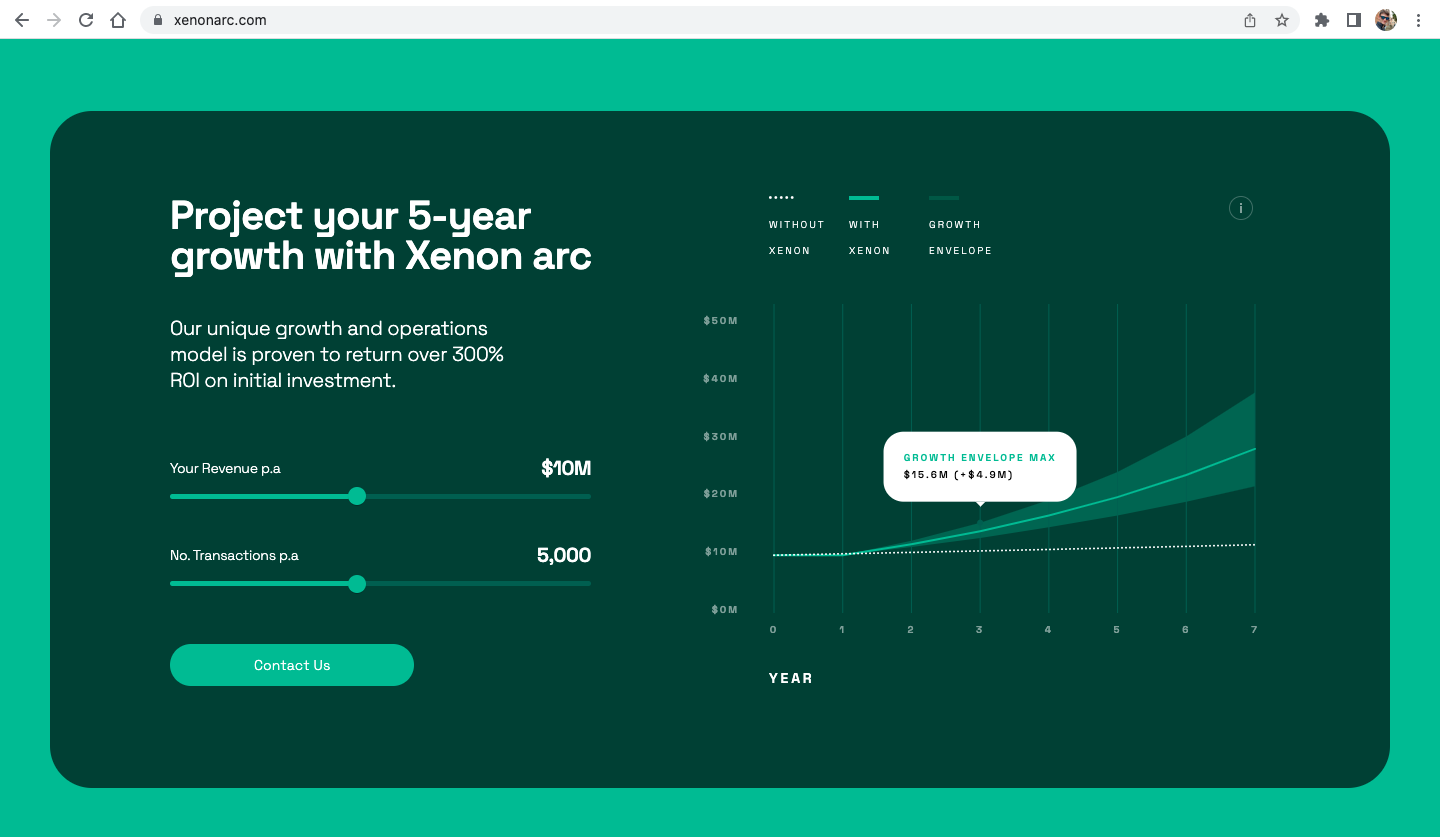 xenonarc.com
Project your 5-year
growth with Xenon arc
Our unique growth and operations
model is proven to return over 300%
ROI on initial investment.
Your Revenue p.a
$10M
No. Transactions p.a
5,000
Contact Us
WITHOUT
XENON
WITH
XENON
GROWTH
ENVELOPE
i
$50M
$40M
$30M
$20M
$10M
$0M
GROWTH ENVELOPE MAX
$15.6M (+$4.9M)
0 1 2 3 4 5 6 7
YEAR